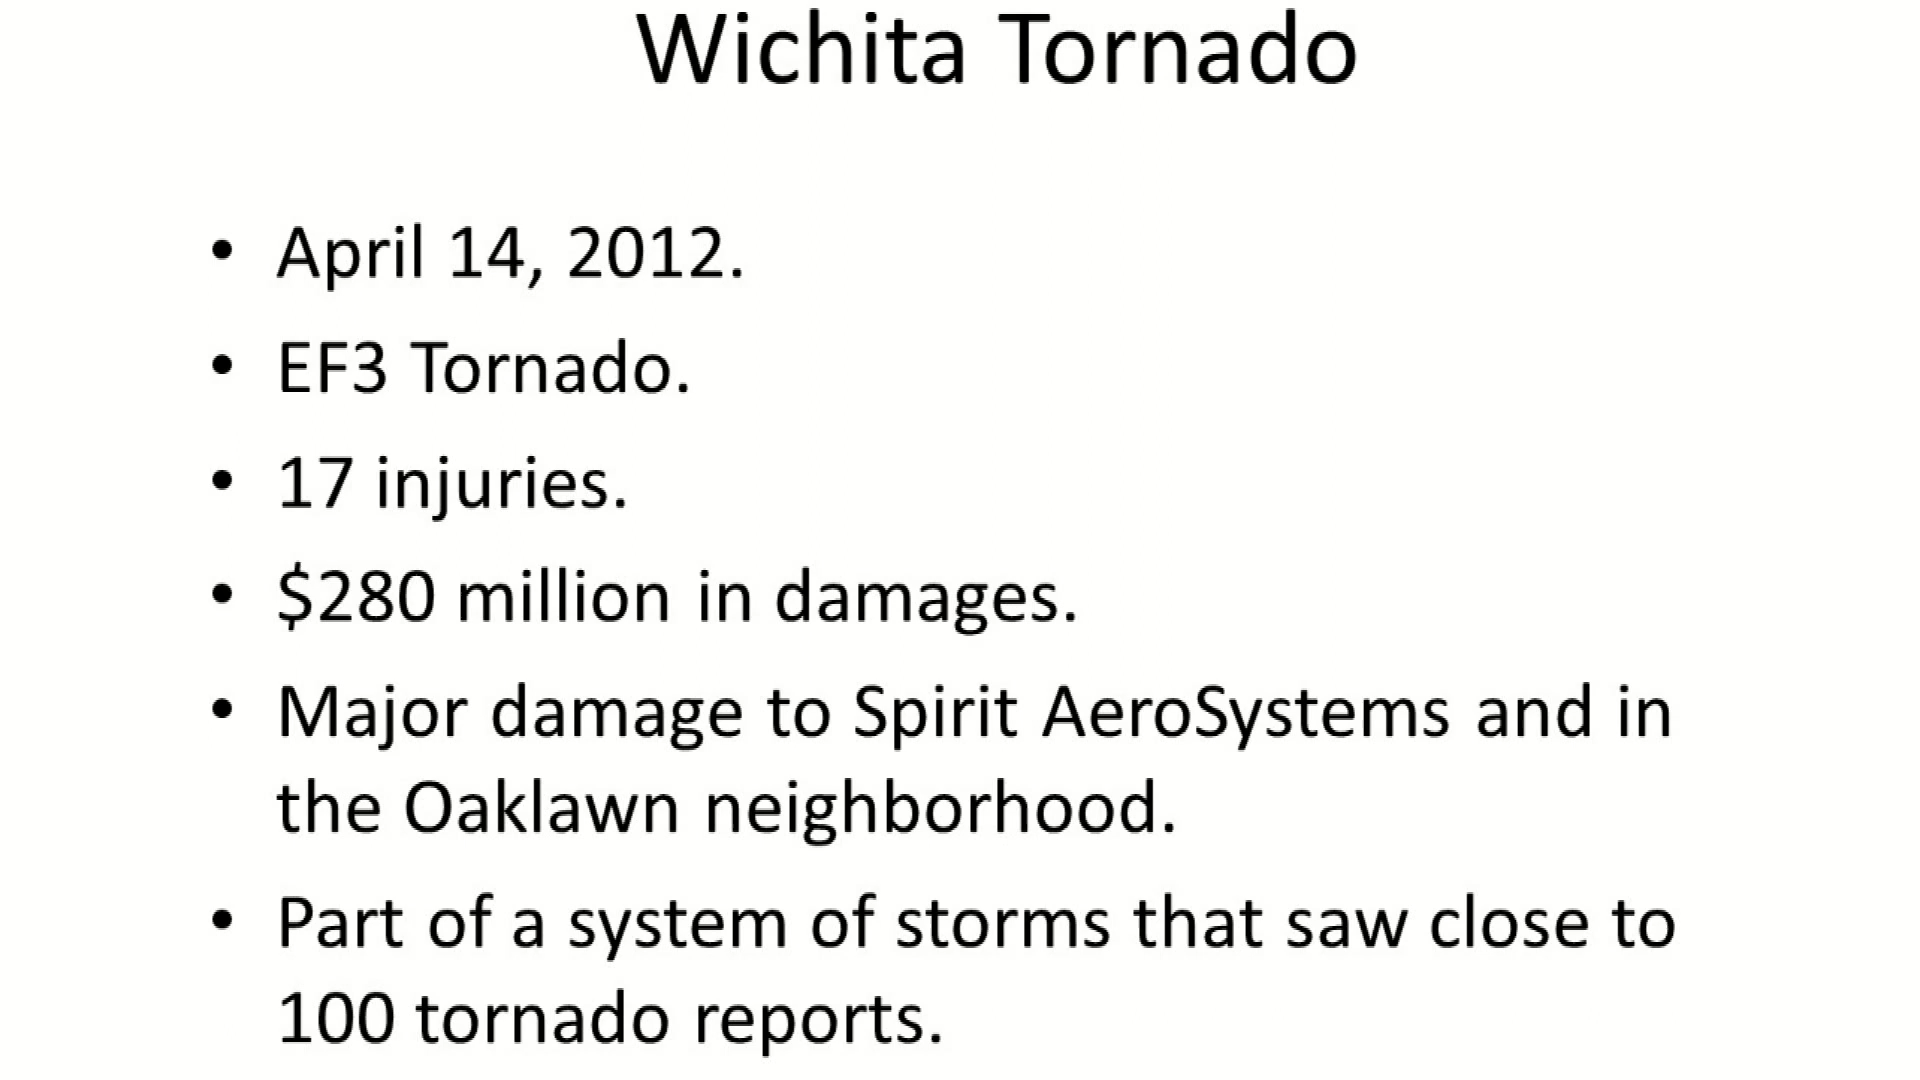 Wichita Tornado
• April 14, 2012.
• EF3 Tornado.
• 17 injuries.
• $280 million in damages.
• Major damage to Spirit AeroSystems and in
the Oaklawn neighborhood.
• Part of a system of storms that saw close to
100 tornado reports.